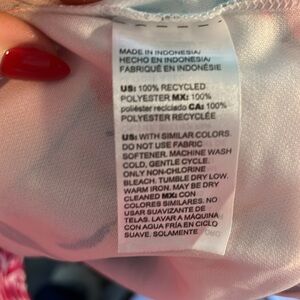 MADE IN INDONESIA/
HECHO EN INDONESIA/
FABRIQUÉ EN INDONÉSIE
US: 100% RECYCLED
POLYESTER MX: 100%
poliéster reciclado CA: 100%
POLYESTER RECYCLÉE
US: WITH SIMILAR COLORS.
DO NOT USE FABRIC
SOFTENER. MACHINE WASH
COLD, GENTLE CYCLE.
ONLY NON-CHLORINE
BLEACH. TUMBLE DRY LOW.
WARM IRON. MAY BE DRY
CLEANED MX: CON
COLORES SIMILARES. NO
USAR SUAVIZANTE DE
TELAS. LAVAR A MÁQUINA
CON AGUA FRÍA EN CICLO
SUAVE. SOLAMENTE